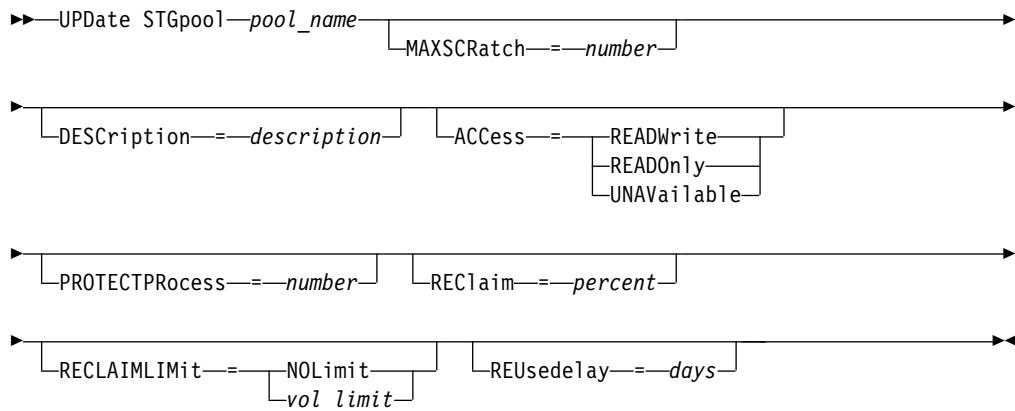 UPDate STGpool pool_name
MAXSCRatch = number
DESCription = description ACCess = READWrite
READOnly
UNAVailable
PROTECTPRocess = number REClaim = percent
RECLAIMLIMit = NOLimit REUsedelay = days
vol limit